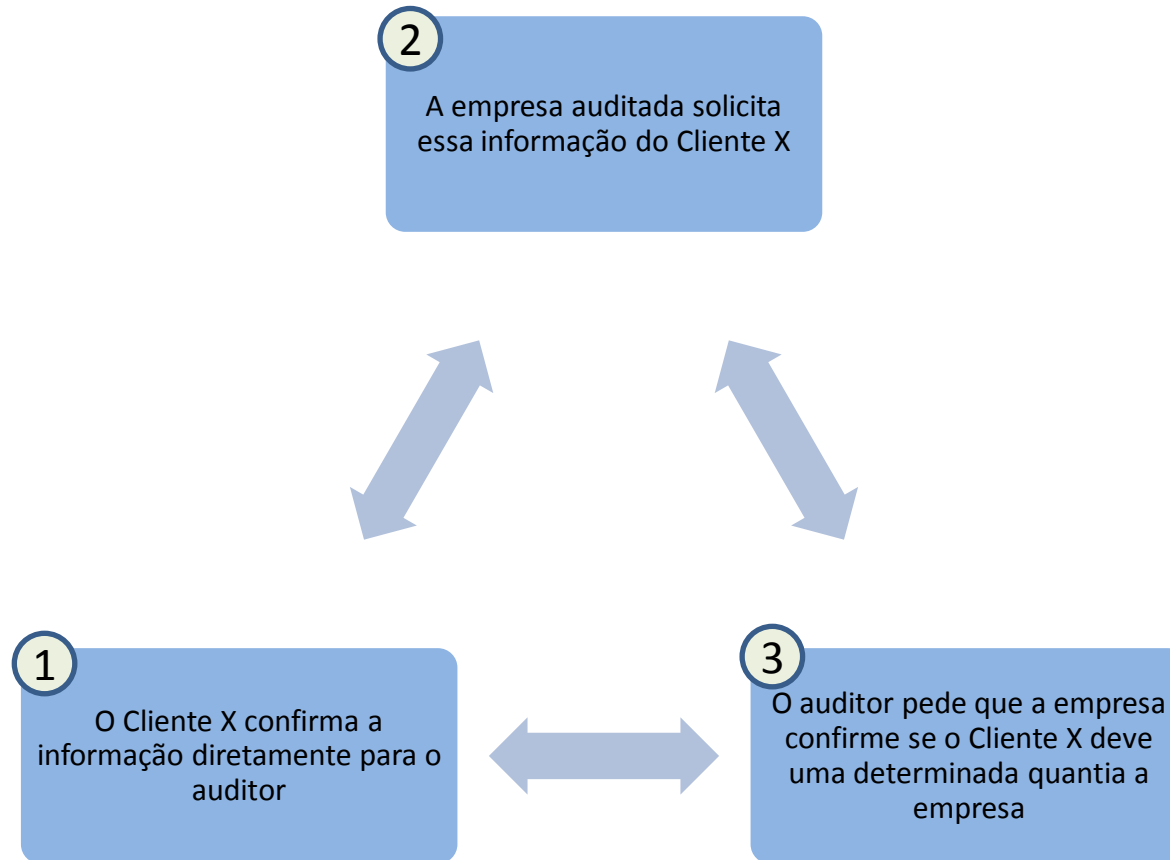 2
A empresa auditada solicita
essa informação do Cliente X
1
O Cliente X confirma a
informação diretamente para o
auditor
3
O auditor pede que a empresa
confirme se o Cliente X deve
uma determinada quantia a
empresa